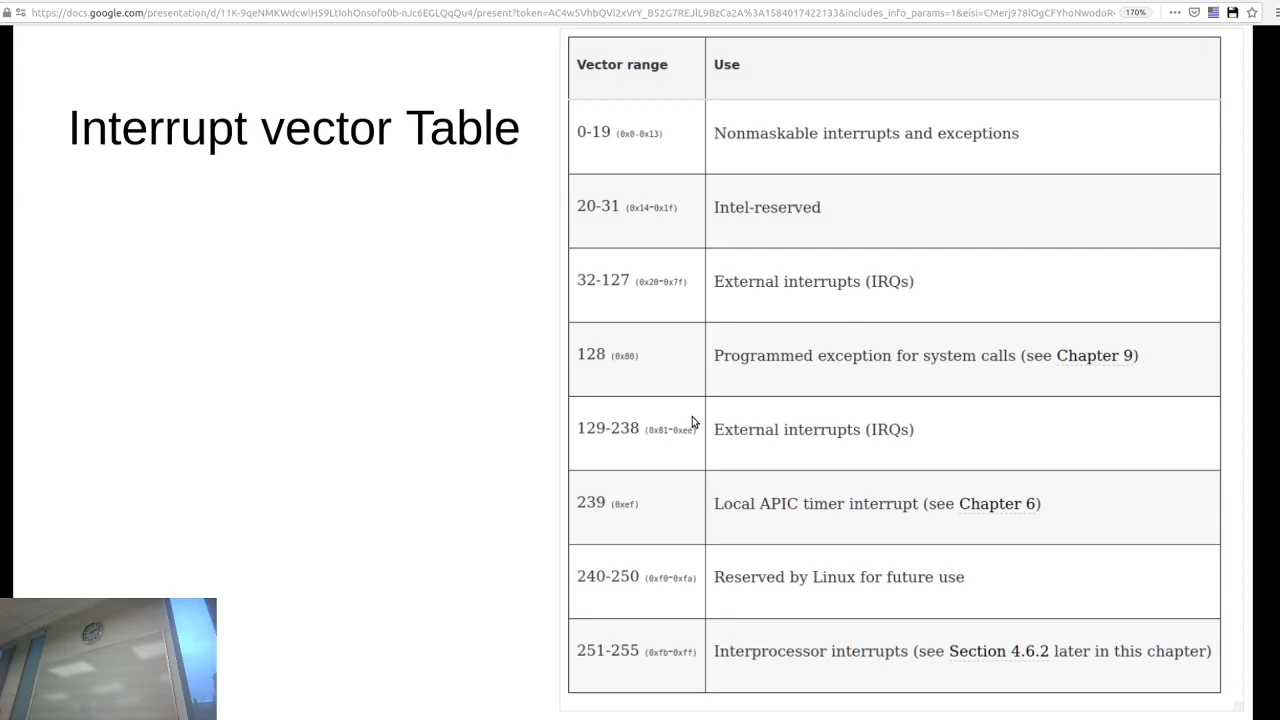 https://docs.google.com/presentation/d/11K-9qeNMKWdcwlH59LtIohOnsofo0b-nJc6EGLQqQu4/present?token=AC4w5VhbQVi2xVrY_B52G7REJlL9BzCa2A%3A1584017422133&includes_info_params=1&eisi=CMerj978lOgCFYhoNwodoR
170%
Interrupt vector Table
Vector range Use
0-19 (0x0-0x13) Nonmaskable interrupts and exceptions
20-31 (0x14-0x1f) Intel-reserved
32-127 (0x20-0x7f) External interrupts (IRQs)
128 (0x80) Programmed exception for system calls (see Chapter 9)
129-238 (0x81-0xee) External interrupts (IRQs)
239 (0xef) Local APIC timer interrupt (see Chapter 6)
240-250 (0xf0-0xfa) Reserved by Linux for future use
251-255 (0xfb-0xff) Interprocessor interrupts (see Section 4.6.2 later in this chapter)